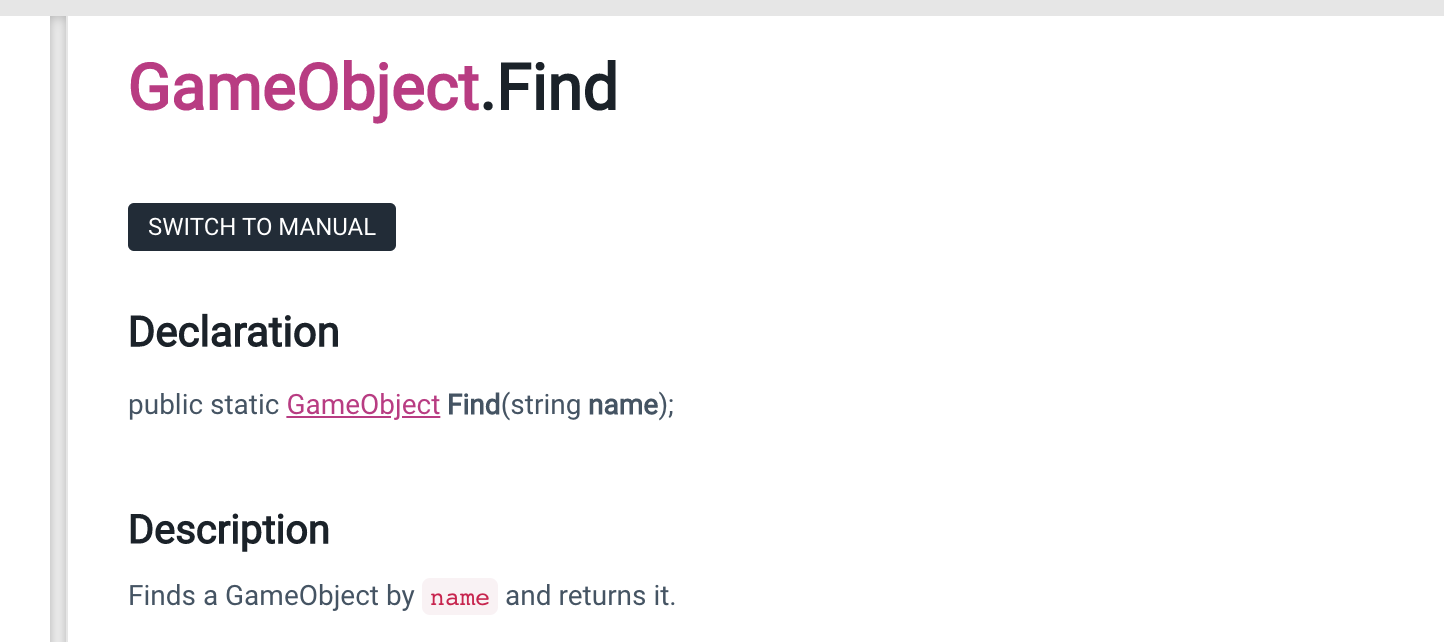 GameObject.Find
SWITCH TO MANUAL
Declaration
public static GameObject Find(string name);
Description
Finds a GameObject by name and returns it.